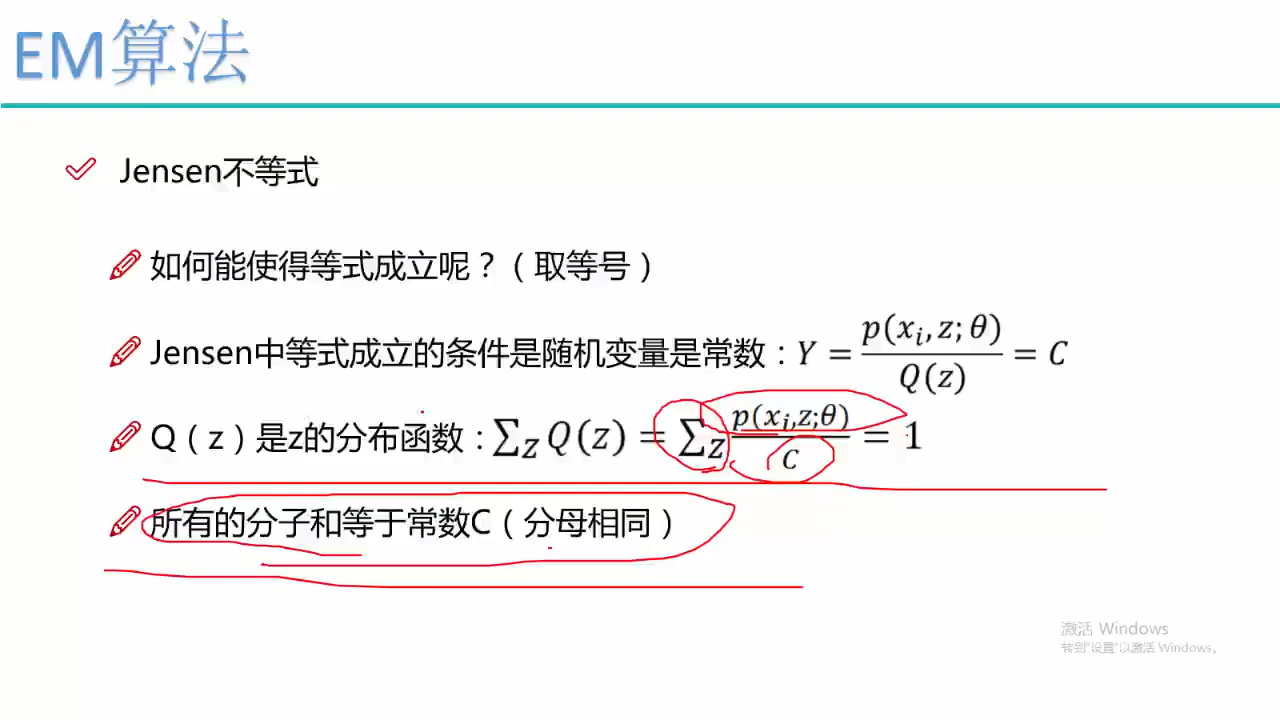 EM算法
Jensen不等式
如何能使得等式成立呢？（取等号）
Jensen中等式成立的条件是随机变量是常数：Y = p(xᵢ, z; θ) / Q(z) = C
Q（z）是z的分布函数：∑_Z Q(z) = ∑_Z p(xᵢ,z;θ) / C = 1
所有的分子和等于常数C（分母相同）
激活 Windows
转到"设置"以激活 Windows。